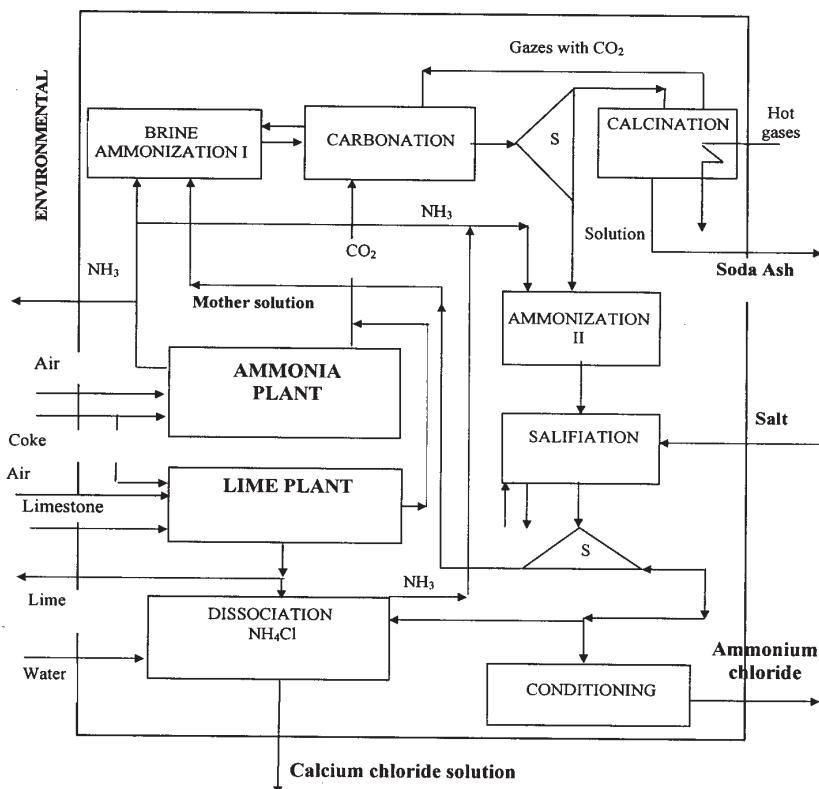 Gazes with CO₂
ENVIRONMENTAL
BRINE
AMMONIZATION I
CARBONATION
S
CALCINATION
Hot
gases
NH₃
CO₂
Solution
Soda Ash
NH₃
Mother solution
AMMONIZATION
II
Air
AMMONIA
PLANT
Salt
SALIFIATION
Coke
Air
LIME PLANT
Limestone
S
NH₃
Lime
DISSOCIATION
NH₄Cl
Ammonium
chloride
Water
CONDITIONING
Calcium chloride solution